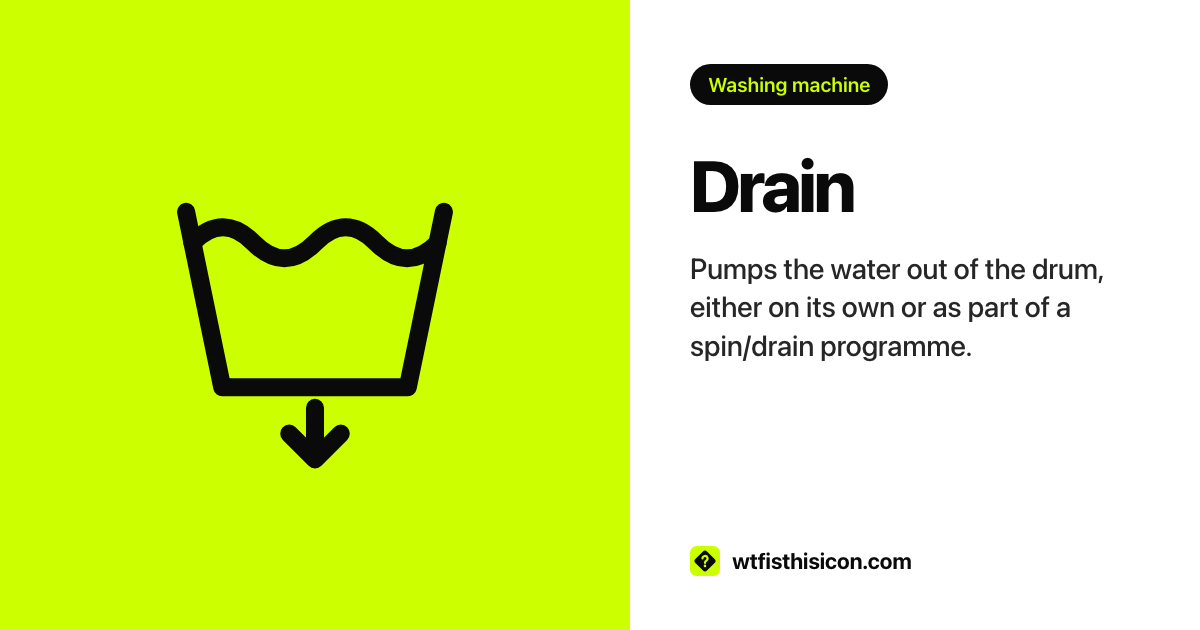 Washing machine
Drain
Pumps the water out of the drum,
either on its own or as part of a
spin/drain programme.
?
wtfisthisicon.com